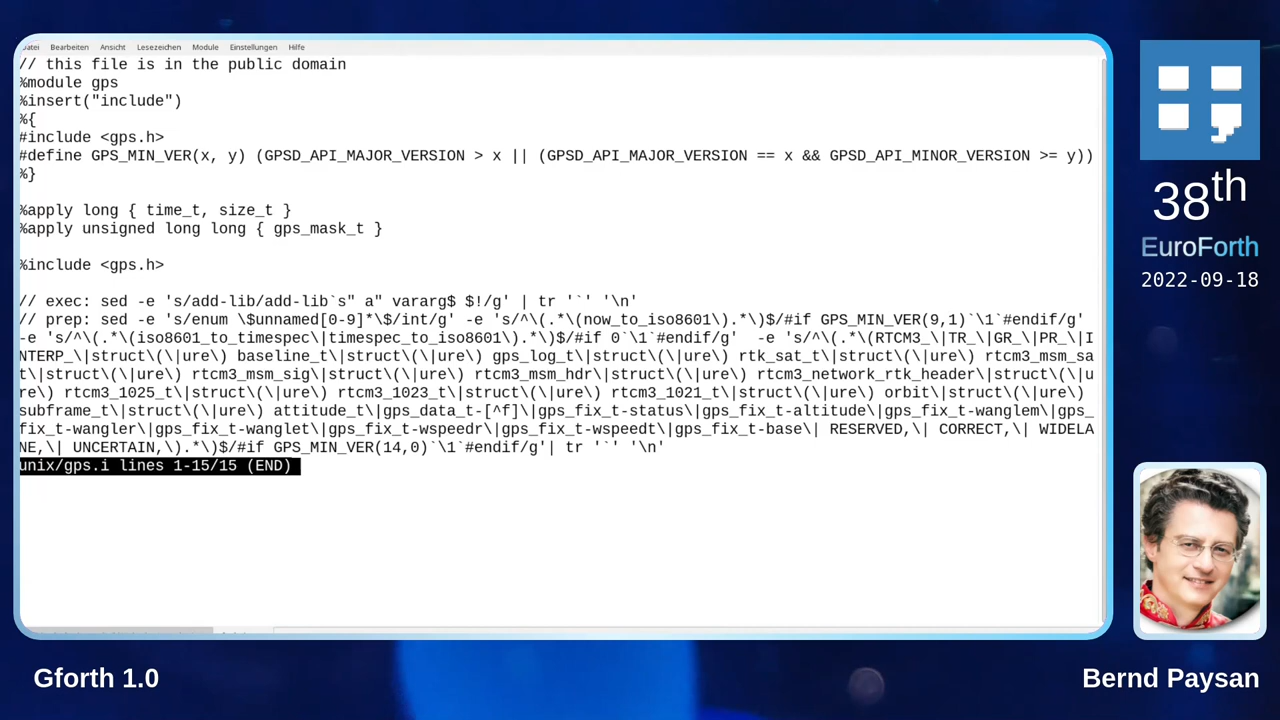 Datei Bearbeiten Ansicht Lesezeichen Module Einstellungen Hilfe
// this file is in the public domain
%module gps
%insert("include")
%{
#include <gps.h>
#define GPS_MIN_VER(x, y) (GPSD_API_MAJOR_VERSION > x || (GPSD_API_MAJOR_VERSION == x && GPSD_API_MINOR_VERSION >= y))
%}
%apply long { time_t, size_t }
%apply unsigned long long { gps_mask_t }
%include <gps.h>
// exec: sed -e 's/add-lib/add-lib`s" a" vararg$ $!/g' | tr '`' '\n'
// prep: sed -e 's/enum \$unnamed[0-9]*\$/int/g' -e 's/^\(.*\(now_to_iso8601\).*\)$/#if GPS_MIN_VER(9,1)`\1`#endif/g'
-e 's/^\(.*\(iso8601_to_timespec\|timespec_to_iso8601\).*\)$/#if 0`\1`#endif/g'  -e 's/^\(.*\(RTCM3_\|TR_\|GR_\|PR_\|I
NTERP_\|struct\(\|ure\) baseline_t\|struct\(\|ure\) gps_log_t\|struct\(\|ure\) rtk_sat_t\|struct\(\|ure\) rtcm3_msm_sa
t\|struct\(\|ure\) rtcm3_msm_sig\|struct\(\|ure\) rtcm3_msm_hdr\|struct\(\|ure\) rtcm3_network_rtk_header\|struct\(\|u
re\) rtcm3_1025_t\|struct\(\|ure\) rtcm3_1023_t\|struct\(\|ure\) rtcm3_1021_t\|struct\(\|ure\) orbit\|struct\(\|ure\)
subframe_t\|struct\(\|ure\) attitude_t\|gps_data_t-[^f]\|gps_fix_t-status\|gps_fix_t-altitude\|gps_fix_t-wanglem\|gps_
fix_t-wangler\|gps_fix_t-wanglet\|gps_fix_t-wspeedr\|gps_fix_t-wspeedt\|gps_fix_t-base\| RESERVED,\| CORRECT,\| WIDELA
NE,\| UNCERTAIN,\).*\)$/#if GPS_MIN_VER(14,0)`\1`#endif/g'| tr '`' '\n'
unix/gps.i lines 1-15/15 (END)
38th
EuroForth
2022-09-18
Gforth 1.0
Bernd Paysan